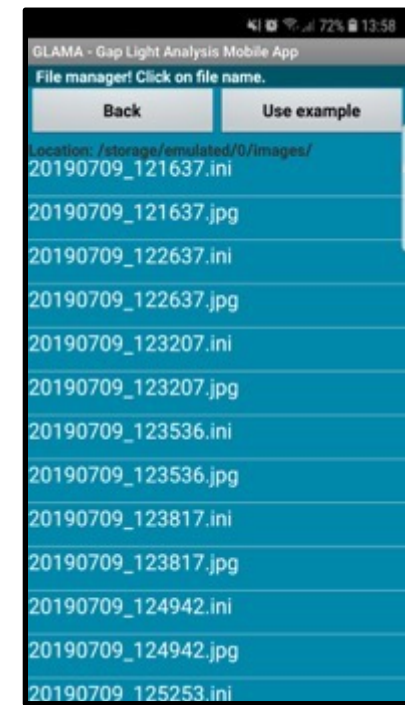 72% 13:58
GLAMA - Gap Light Analysis Mobile App
File manager! Click on file name.
Back Use example
Location: /storage/emulated/0/images/
20190709_121637.ini
20190709_121637.jpg
20190709_122637.ini
20190709_122637.jpg
20190709_123207.ini
20190709_123207.jpg
20190709_123536.ini
20190709_123536.jpg
20190709_123817.ini
20190709_123817.jpg
20190709_124942.ini
20190709_124942.jpg
20190709_125253.ini